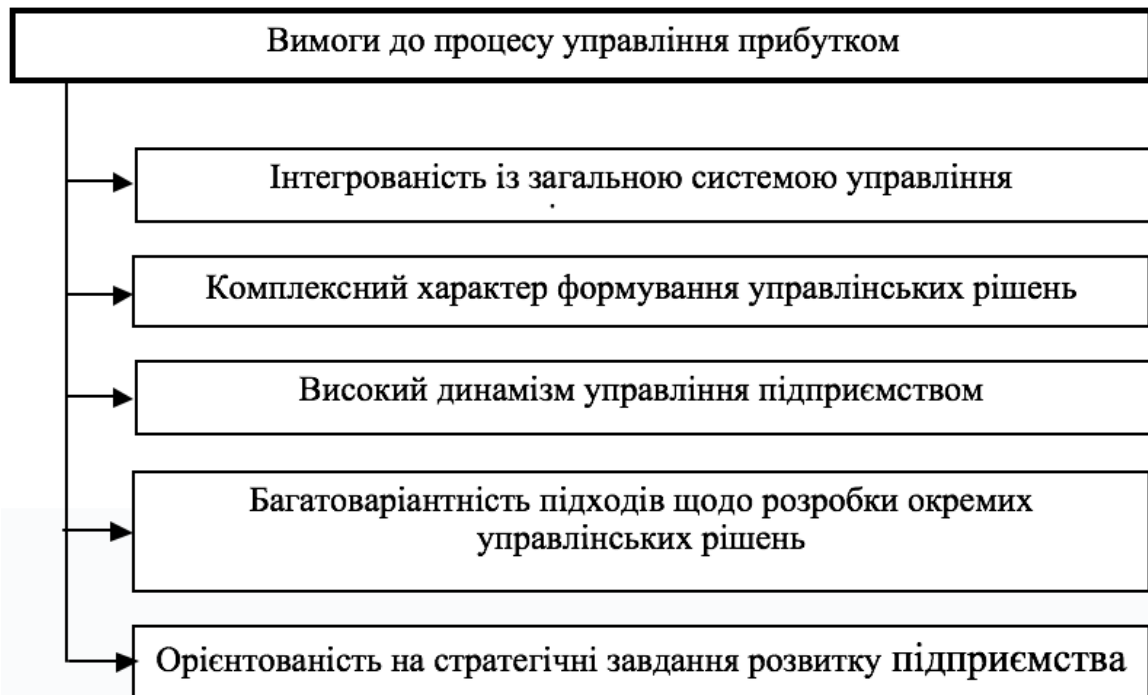 Вимоги до процесу управління прибутком
Інтегрованість із загальною системою управління
Комплексний характер формування управлінських рішень
Високий динамізм управління підприємством
Багатоваріантність підходів щодо розробки окремих
управлінських рішень
Орієнтованість на стратегічні завдання розвитку підприємства